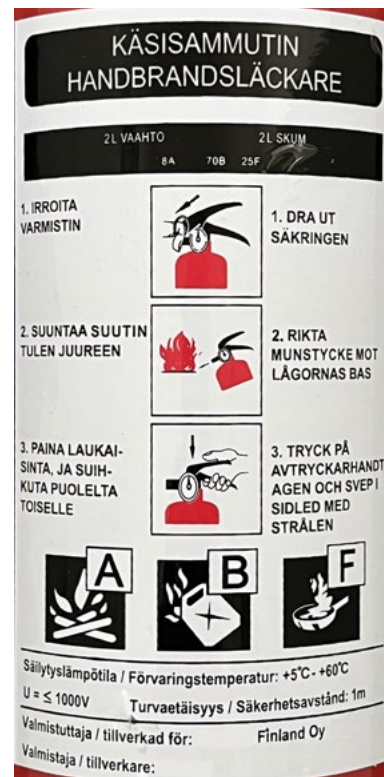 KÄSISAMMUTIN
HANDBRANDSLÄCKARE
2L VAAHTO 2L SKUM
8A 70B 25F
1. IRROITA
VARMISTIN
1. DRA UT
SÄKRINGEN
2. SUUNTAA SUUTIN
TULEN JUUREEN
2. RIKTA
MUNSTYCKE MOT
LÅGORNAS BAS
3. PAINA LAUKAI-
SINTA, JA SUIH-
KUTA PUOLELTA
TOISELLE
3. TRYCK PÅ
AVTRYCKARHANDT
AGEN OCH SVEP I
SIDLED MED
STRÅLEN
A B F
Säilytyslämpötila / Förvaringstemperatur: +5°C- +60°C
U = ≤ 1000V Turvaetäisyys / Säkerhetsavstånd: 1m
Valmistuttaja / tillverkad för: Finland Oy
Valmistaja / tillverkare: